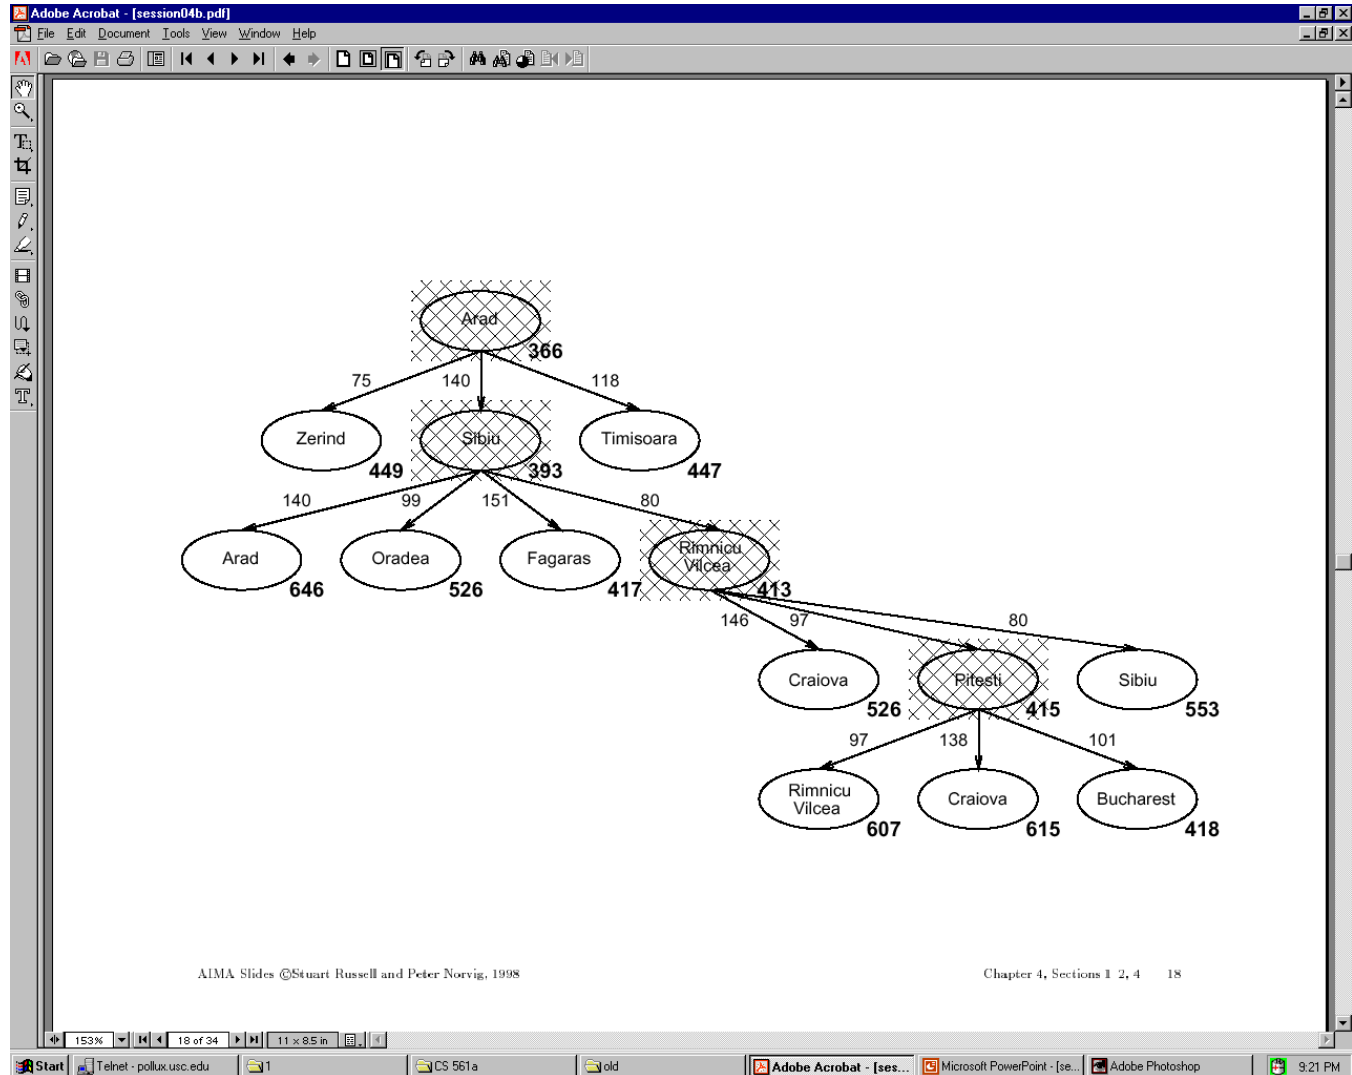 Adobe Acrobat - [session04b.pdf]
File Edit Document Tools View Window Help
Arad
366
75 140 118
Zerind Sibiu Timisoara
449 393 447
140 99 151 80
Arad Oradea Fagaras Rimnicu Vilcea
646 526 417 413
146 97 80
Craiova Pitesti Sibiu
526 415 553
97 138 101
Rimnicu Vilcea Craiova Bucharest
607 615 418
AIMA Slides ©Stuart Russell and Peter Norvig, 1998 Chapter 4, Sections 1 2, 4 18
153% 18 of 34 11 x 8.5 in
Start Telnet - pollux.usc.edu 1 CS 561a old Adobe Acrobat - [ses... Microsoft PowerPoint - [se... Adobe Photoshop 9:21 PM